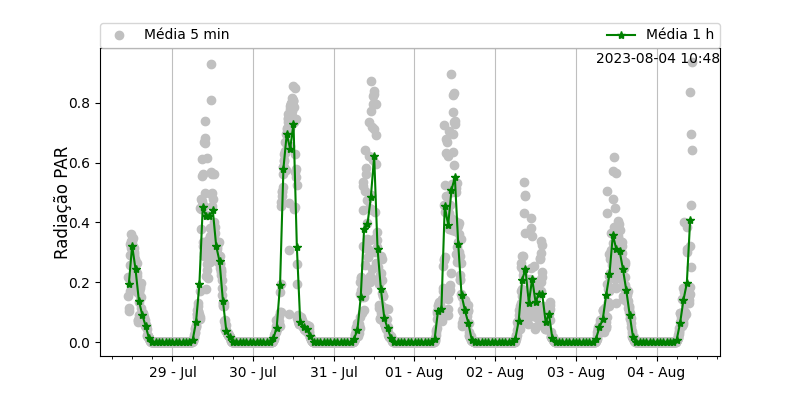 Média 5 min
Média 1 h
2023-08-04 10:48
Radiação PAR
0.8
0.6
0.4
0.2
0.0
29 - Jul
30 - Jul
31 - Jul
01 - Aug
02 - Aug
03 - Aug
04 - Aug